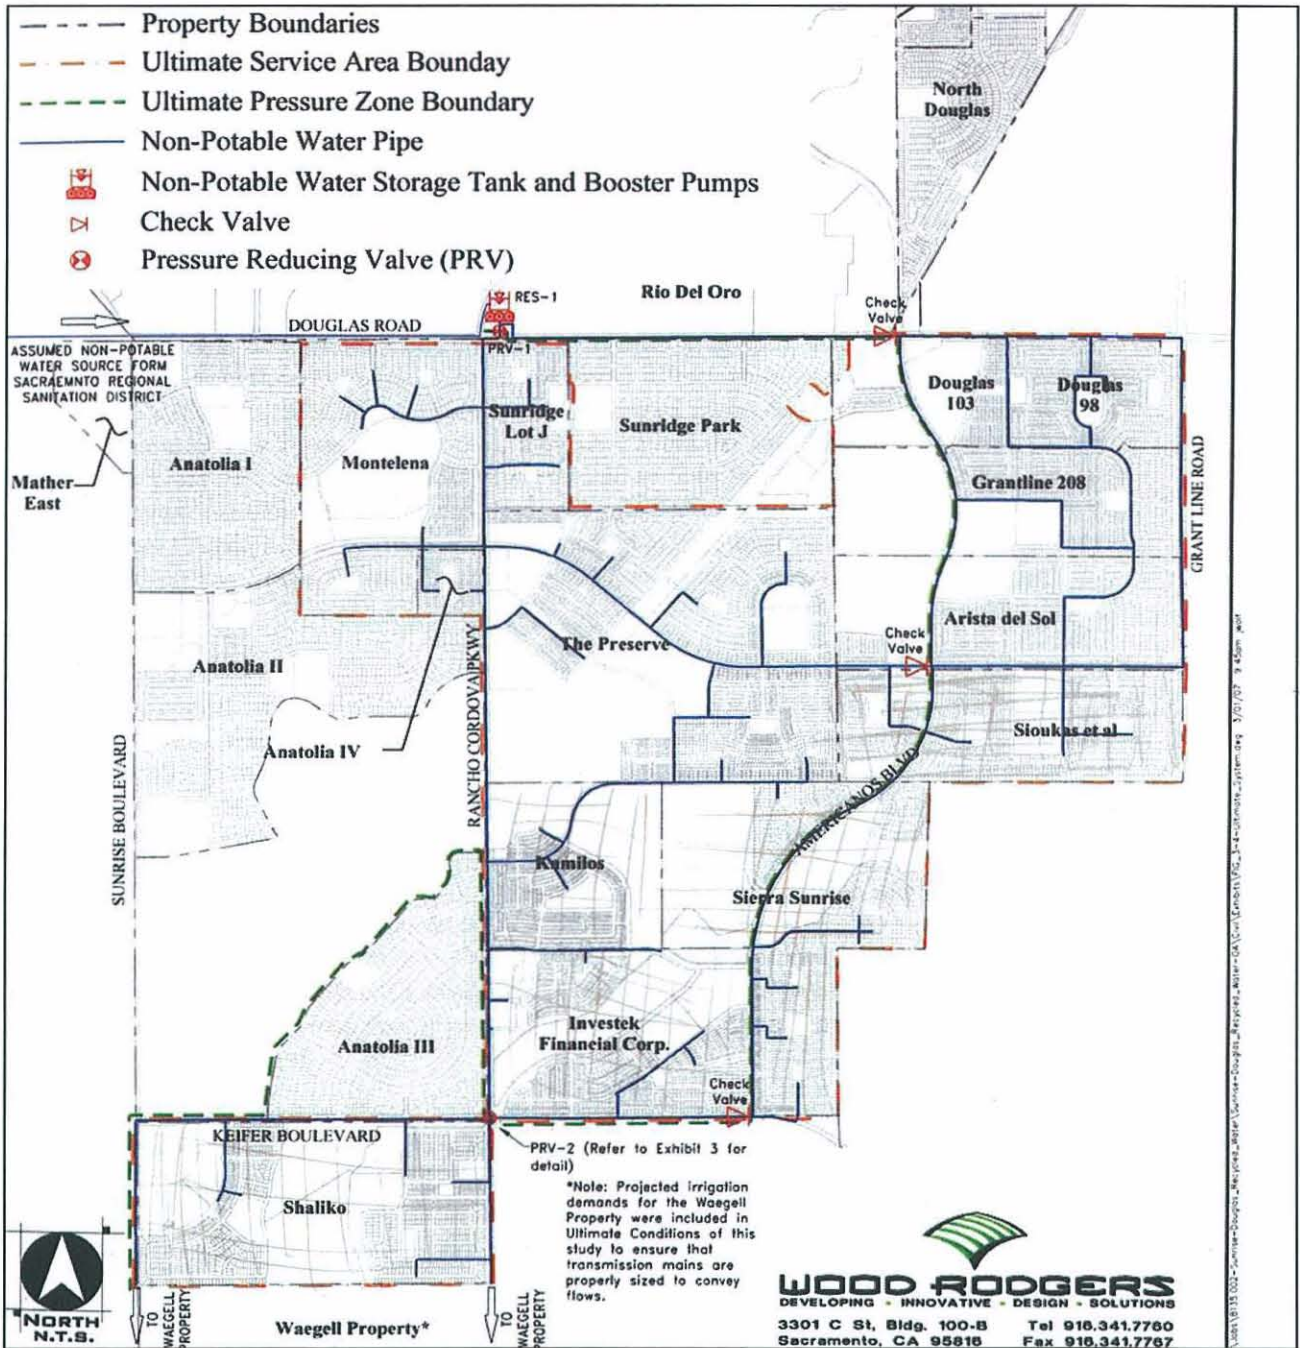 Property Boundaries
Ultimate Service Area Bounday
Ultimate Pressure Zone Boundary
Non-Potable Water Pipe
Non-Potable Water Storage Tank and Booster Pumps
Check Valve
Pressure Reducing Valve (PRV)
North
Douglas
RES-1
Rio Del Oro
Check
Valve
DOUGLAS ROAD
PRV-1
ASSUMED NON-POTABLE
WATER SOURCE FORM
SACRAEMNTO REGIONAL
SANITATION DISTRICT
Mather
East
Anatolia I
Montelena
Sunridge
Lot J
Sunridge Park
Douglas
103
Douglas
98
Grantline 208
GRANT LINE ROAD
Arista del Sol
Check
Valve
The Preserve
Anatolia II
Anatolia IV
RANCHO CORDOVA PKWY
SUNRISE BOULEVARD
Sioukas et al
AMERICANOS BLVD
Kamilos
Sierra Sunrise
Investek
Financial Corp.
Anatolia III
Check
Valve
KEIFER BOULEVARD
PRV-2 (Refer to Exhibit 3 for
detail)
Shaliko
*Note: Projected irrigation
demands for the Waegell
Property were included in
Ultimate Conditions of this
study to ensure that
transmission mains are
properly sized to convey
flows.
NORTH
N.T.S.
TO
WAEGELL
PROPERTY
Waegell Property*
TO
WAEGELL
PROPERTY
WOOD RODGERS
DEVELOPING • INNOVATIVE • DESIGN • SOLUTIONS
3301 C St, Bldg. 100-B Tel 916.341.7760
Sacramento, CA 95816 Fax 916.341.7767